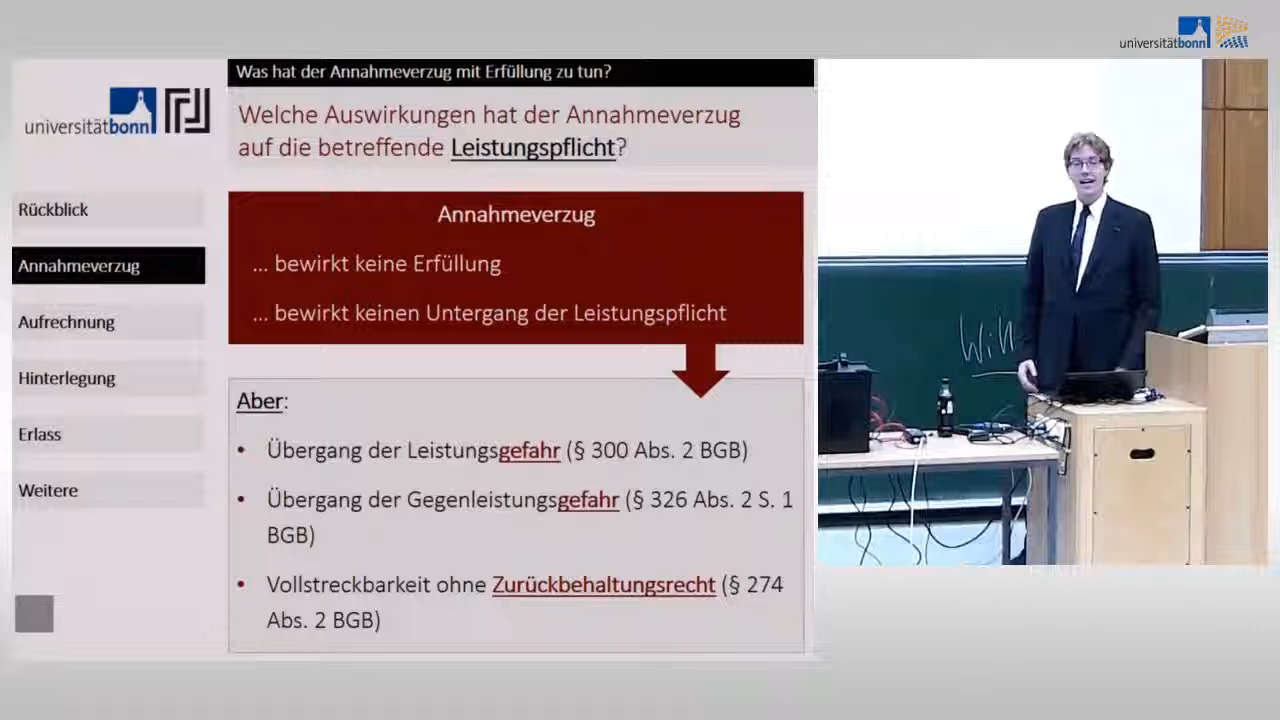 universitätbonn
Was hat der Annahmeverzug mit Erfüllung zu tun?
universitätbonn
Welche Auswirkungen hat der Annahmeverzug
auf die betreffende Leistungspflicht?
Rückblick
Annahmeverzug
Aufrechnung
Hinterlegung
Erlass
Weitere
Annahmeverzug
... bewirkt keine Erfüllung
... bewirkt keinen Untergang der Leistungspflicht
Aber:
• Übergang der Leistungsgefahr (§ 300 Abs. 2 BGB)
• Übergang der Gegenleistungsgefahr (§ 326 Abs. 2 S. 1
BGB)
• Vollstreckbarkeit ohne Zurückbehaltungsrecht (§ 274
Abs. 2 BGB)